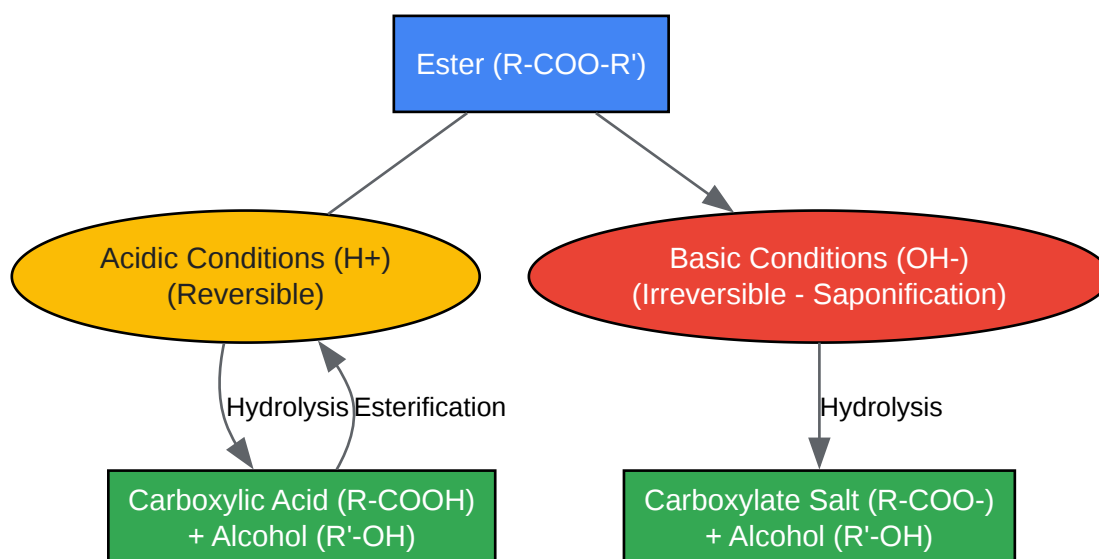 Ester (R-COO-R')
Acidic Conditions (H+)
(Reversible)
Basic Conditions (OH-)
(Irreversible - Saponification)
Hydrolysis
Esterification
Hydrolysis
Carboxylic Acid (R-COOH)
+ Alcohol (R'-OH)
Carboxylate Salt (R-COO-)
+ Alcohol (R'-OH)